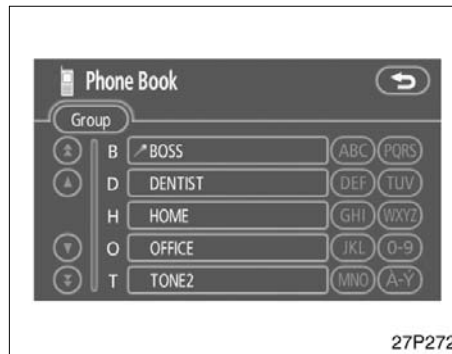 Phone Book
Group
B BOSS ABC PQRS
D DENTIST DEF TUV
H HOME GHI WXYZ
O OFFICE JKL 0-9
T TONE2 MNO À-Ý
27P272